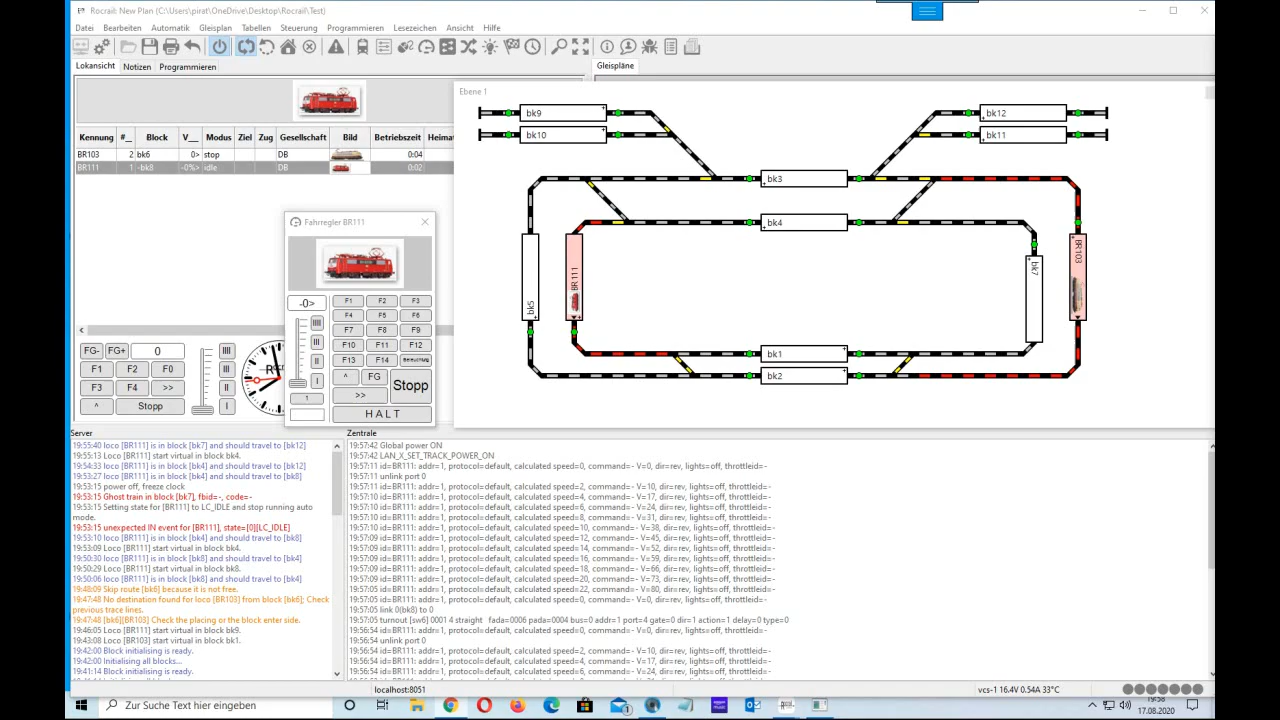 Rocrail: New Plan (C:\Users\pirat\OneDrive\Desktop\Rocrail\Test)
Datei Bearbeiten Automatik Gleisplan Tabellen Steuerung Programmieren Lesezeichen Ansicht Hilfe
Lokansicht Notizen Programmieren
Gleispläne
Ebene 1
Kennung #_ Block V__ Modus Ziel Zug Gesellschaft Bild Betriebszeit Heimat
BR103 2 bk6 0> stop DB 0:04
BR111 1 -bk8 -0%> idle DB 0:02
bk9
bk10
bk12
bk11
bk3
bk4
bk5
BR111
bk7
BR103
bk1
bk2
Fahrregler BR111
-0>
F1 F2 F3
F4 F5 F6
F7 F8 F9
F10 F11 F12
F13 F14 Beleuchtung
^ FG Stopp
>>
! HALT
IIII
III
II
I
FG- FG+ 0 IIII
F1 F2 F0 III
F3 F4 >> II
^ Stopp I
Server
19:55:40 loco [BR111] is in block [bk7] and should travel to [bk12]
19:55:13 Loco [BR111] start virtual in block bk4.
19:54:33 loco [BR111] is in block [bk4] and should travel to [bk12]
19:53:27 loco [BR111] is in block [bk4] and should travel to [bk8]
19:53:15 power off, freeze clock
19:53:15 Ghost train in block [bk7], fbid=-, code=-
19:53:15 Setting state for [BR111] to LC_IDLE and stop running auto
mode.
19:53:15 unexpected IN event for [BR111], state=[0][LC_IDLE]
19:53:10 loco [BR111] is in block [bk4] and should travel to [bk8]
19:53:09 Loco [BR111] start virtual in block bk4.
19:50:30 loco [BR111] is in block [bk8] and should travel to [bk4]
19:50:29 Loco [BR111] start virtual in block bk8.
19:50:06 loco [BR111] is in block [bk8] and should travel to [bk4]
19:48:09 Skip route [bk6] because it is not free.
19:47:48 No destination found for loco [BR103] from block [bk6]; Check
previous trace lines.
19:47:48 [bk6][BR103] Check the placing or the block enter side.
19:46:05 Loco [BR111] start virtual in block bk9.
19:43:08 Loco [BR103] start virtual in block bk1.
19:42:00 Block initialising is ready.
19:42:00 Initialising all blocks...
19:41:14 Block initialising is ready.
Zentrale
19:57:42 Global power ON
19:57:42 LAN_X_SET_TRACK_POWER_ON
19:57:11 id=BR111: addr=1, protocol=default, calculated speed=0, command=- V=0, dir=rev, lights=off, throttleid=-
19:57:11 unlink port 0
19:57:11 id=BR111: addr=1, protocol=default, calculated speed=2, command=- V=10, dir=rev, lights=off, throttleid=-
19:57:10 id=BR111: addr=1, protocol=default, calculated speed=4, command=- V=17, dir=rev, lights=off, throttleid=-
19:57:10 id=BR111: addr=1, protocol=default, calculated speed=6, command=- V=24, dir=rev, lights=off, throttleid=-
19:57:10 id=BR111: addr=1, protocol=default, calculated speed=8, command=- V=31, dir=rev, lights=off, throttleid=-
19:57:10 id=BR111: addr=1, protocol=default, calculated speed=10, command=- V=38, dir=rev, lights=off, throttleid=-
19:57:09 id=BR111: addr=1, protocol=default, calculated speed=12, command=- V=45, dir=rev, lights=off, throttleid=-
19:57:09 id=BR111: addr=1, protocol=default, calculated speed=14, command=- V=52, dir=rev, lights=off, throttleid=-
19:57:09 id=BR111: addr=1, protocol=default, calculated speed=16, command=- V=59, dir=rev, lights=off, throttleid=-
19:57:09 id=BR111: addr=1, protocol=default, calculated speed=18, command=- V=66, dir=rev, lights=off, throttleid=-
19:57:09 id=BR111: addr=1, protocol=default, calculated speed=20, command=- V=73, dir=rev, lights=off, throttleid=-
19:57:05 id=BR111: addr=1, protocol=default, calculated speed=22, command=- V=80, dir=rev, lights=off, throttleid=-
19:57:05 id=BR111: addr=1, protocol=default, calculated speed=0, command=- V=0, dir=rev, lights=off, throttleid=-
19:57:05 link 0(bk8) to 0
19:57:05 turnout [sw6] 0001 4 straight fada=0006 pada=0004 bus=0 addr=1 port=4 gate=0 dir=1 action=1 delay=0 type=0
19:56:54 id=BR111: addr=1, protocol=default, calculated speed=0, command=- V=0, dir=rev, lights=off, throttleid=-
19:56:54 unlink port 0
19:56:54 id=BR111: addr=1, protocol=default, calculated speed=2, command=- V=10, dir=rev, lights=off, throttleid=-
19:56:54 id=BR111: addr=1, protocol=default, calculated speed=4, command=- V=17, dir=rev, lights=off, throttleid=-
19:56:54 id=BR111: addr=1, protocol=default, calculated speed=6, command=- V=24, dir=rev, lights=off, throttleid=-
localhost:8051
vcs-1 16.4V 0.54A 33°C
Zur Suche Text hier eingeben
19:58
17.08.2020